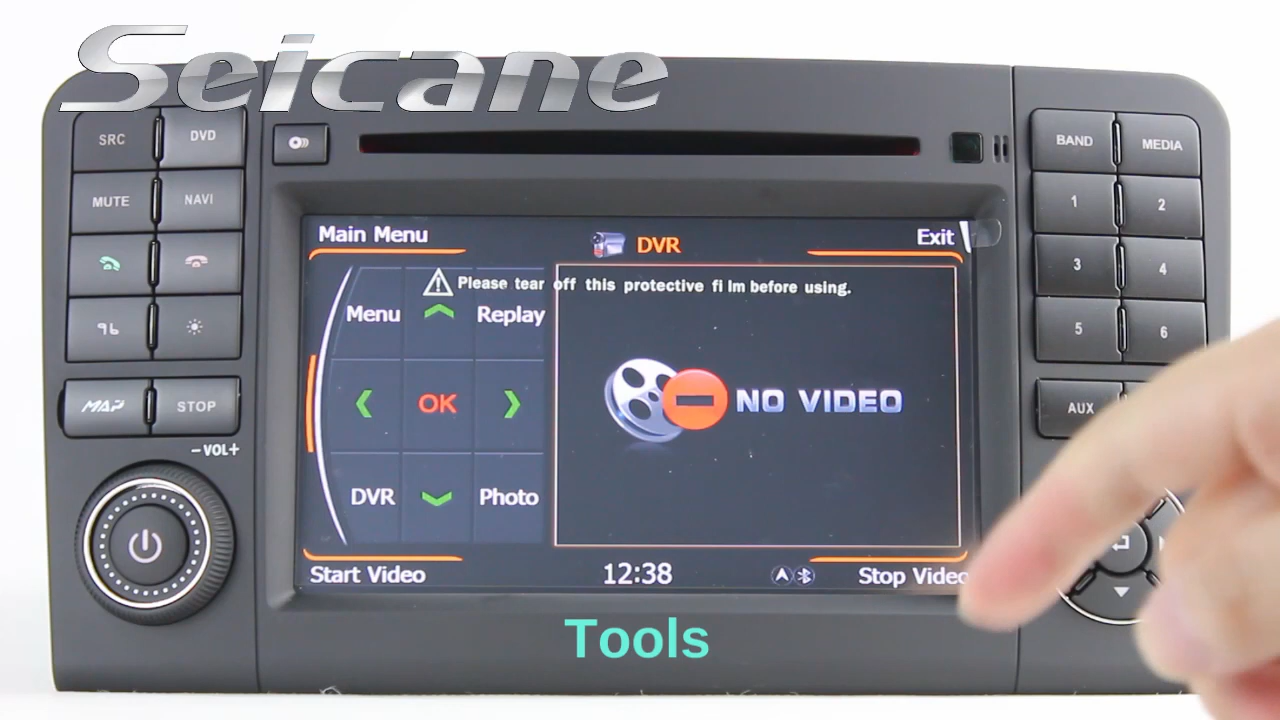 Seicane
SRC
DVD
MUTE
NAVI
MAP
STOP
−VOL+
BAND
MEDIA
1
2
3
4
5
6
AUX
Main Menu
DVR
Exit
Please tear off this protective film before using.
Menu
Replay
OK
NO VIDEO
DVR
Photo
Start Video
12:38
Stop Video
Tools